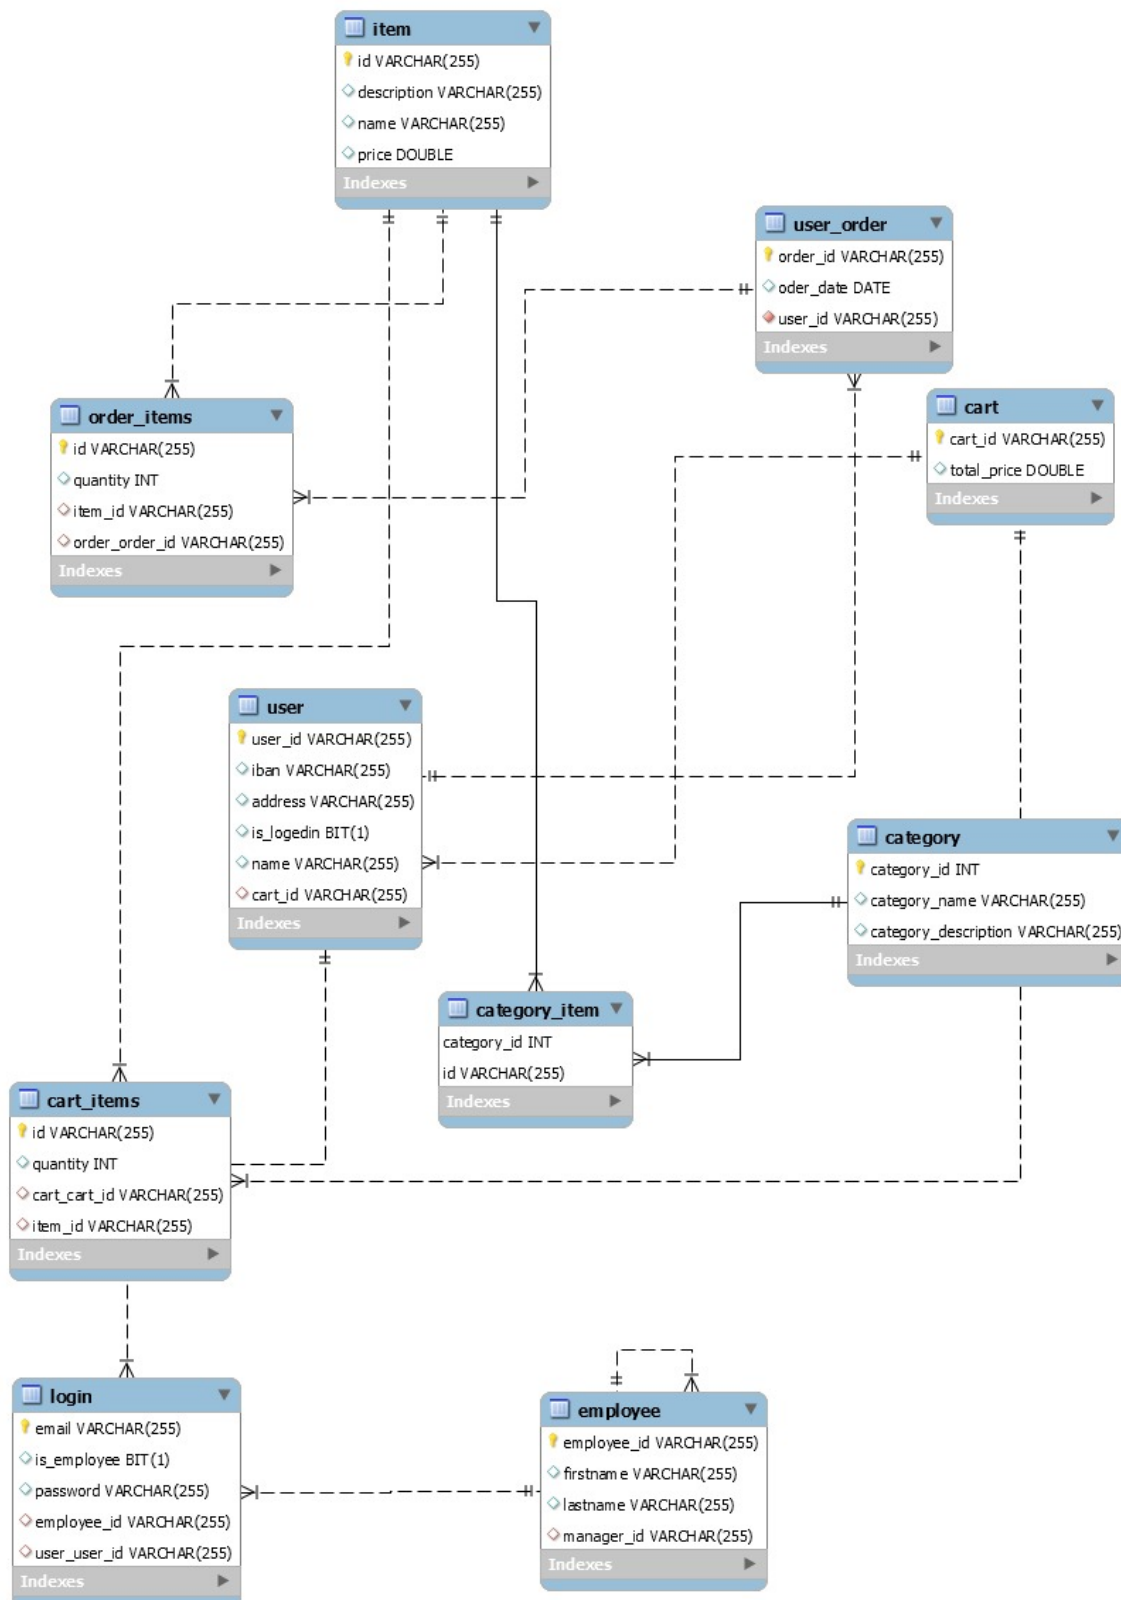 item
id VARCHAR(255)
description VARCHAR(255)
name VARCHAR(255)
price DOUBLE
Indexes
user_order
order_id VARCHAR(255)
oder_date DATE
user_id VARCHAR(255)
Indexes
order_items
id VARCHAR(255)
quantity INT
item_id VARCHAR(255)
order_order_id VARCHAR(255)
Indexes
cart
cart_id VARCHAR(255)
total_price DOUBLE
Indexes
user
user_id VARCHAR(255)
iban VARCHAR(255)
address VARCHAR(255)
is_logedin BIT(1)
name VARCHAR(255)
cart_id VARCHAR(255)
Indexes
category
category_id INT
category_name VARCHAR(255)
category_description VARCHAR(255)
Indexes
category_item
category_id INT
id VARCHAR(255)
Indexes
cart_items
id VARCHAR(255)
quantity INT
cart_cart_id VARCHAR(255)
item_id VARCHAR(255)
Indexes
login
email VARCHAR(255)
is_employee BIT(1)
password VARCHAR(255)
employee_id VARCHAR(255)
user_user_id VARCHAR(255)
Indexes
employee
employee_id VARCHAR(255)
firstname VARCHAR(255)
lastname VARCHAR(255)
manager_id VARCHAR(255)
Indexes